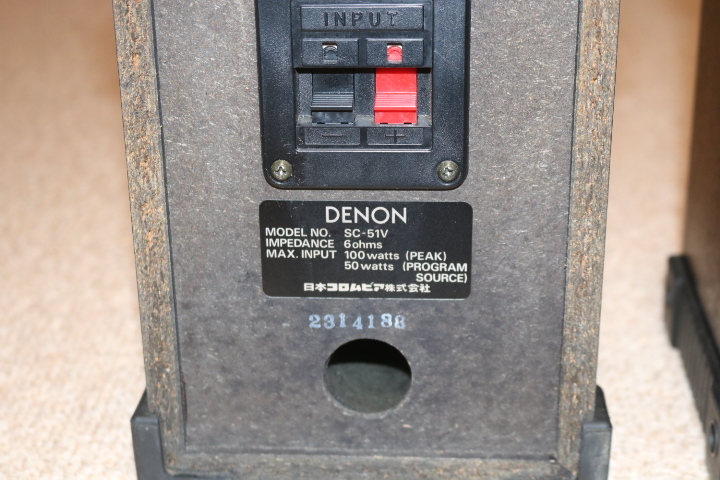 INPUT
− +
DENON
MODEL NO. SC-51V
IMPEDANCE 6ohms
MAX. INPUT 100watts (PEAK)
50watts (PROGRAM
SOURCE)
日本コロムビア株式会社
2314188